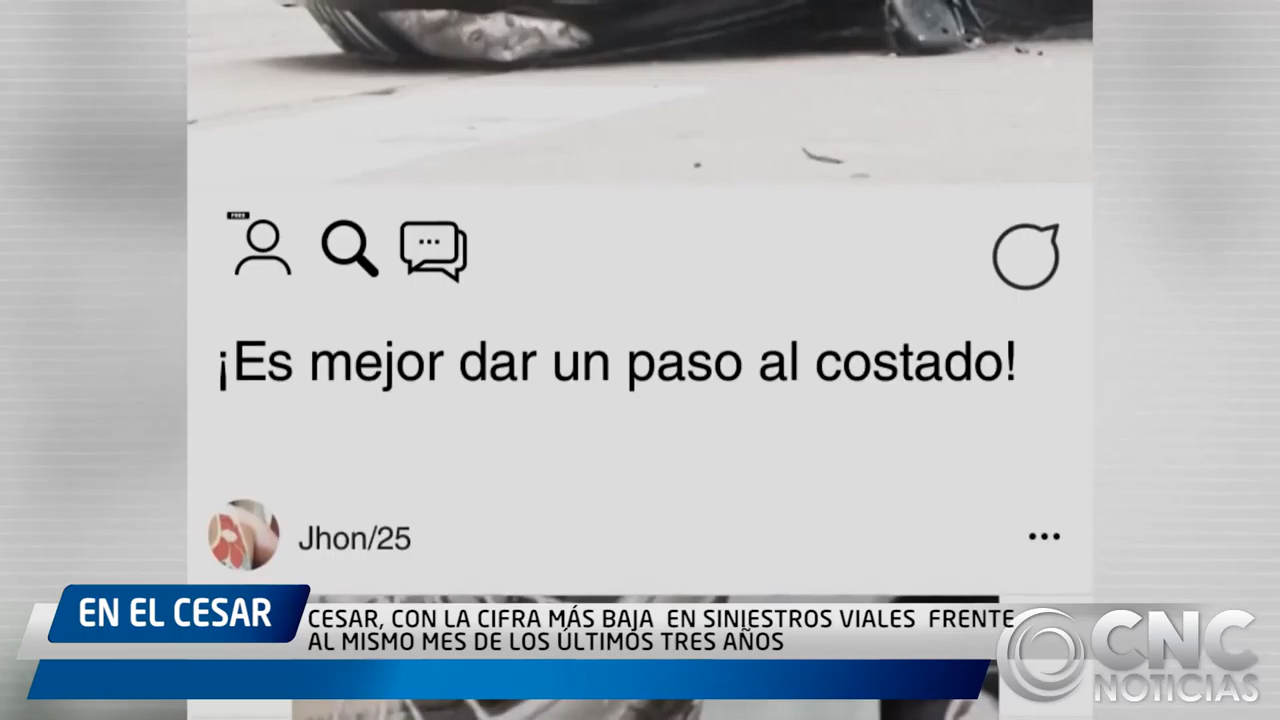 FREE
¡Es mejor dar un paso al costado!
Jhon/25
EN EL CESAR
CESAR, CON LA CIFRA MÁS BAJA EN SINIESTROS VIALES FRENTE
AL MISMO MES DE LOS ÚLTIMOS TRES AÑOS
CNC
NOTICIAS